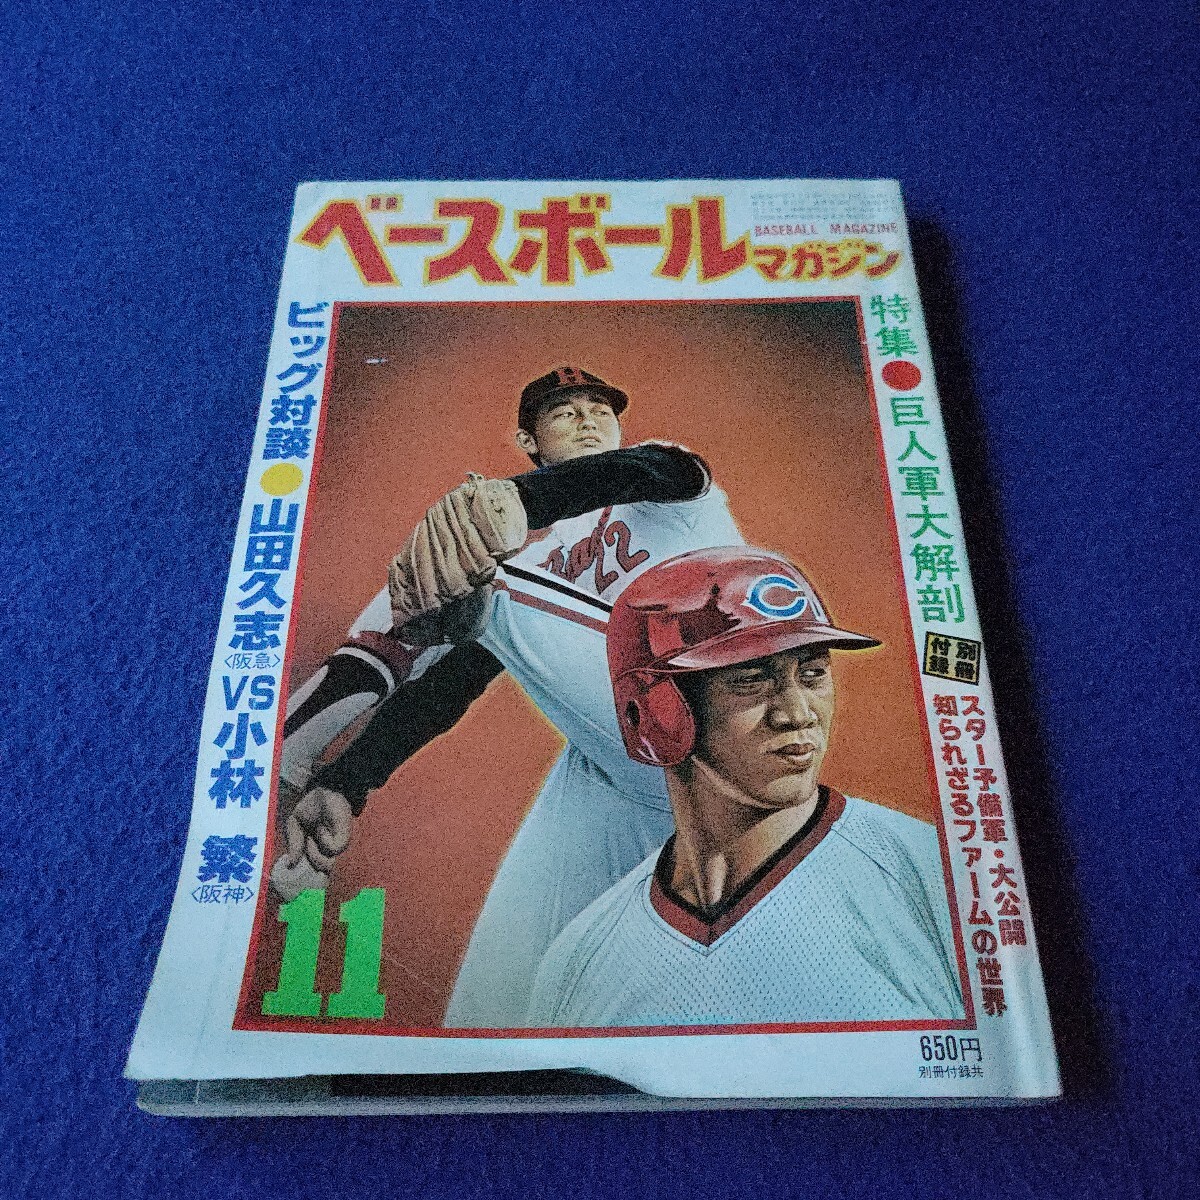 ベースボール
マガジン
BASEBALL MAGAZINE
特集●巨人軍大解剖
別冊
付録
スター予備軍・大公開
知られざるファームの世界
ビッグ対談●山田久志〈阪急〉VS小林 繁〈阪神〉
H
22
C
11
650円
別冊付録共